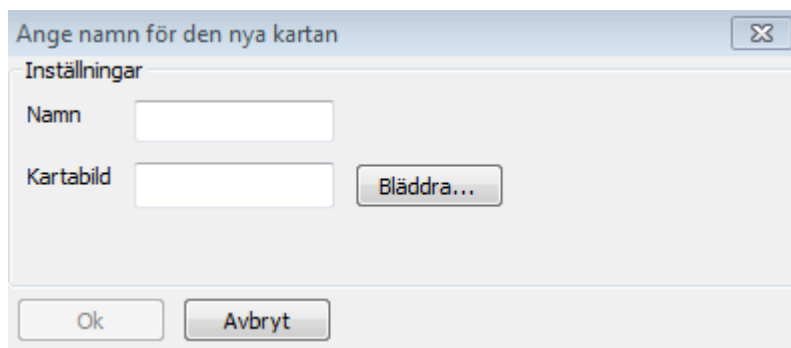 Ange namn för den nya kartan
Inställningar
Namn
Kartabild
Bläddra...
Ok Avbryt